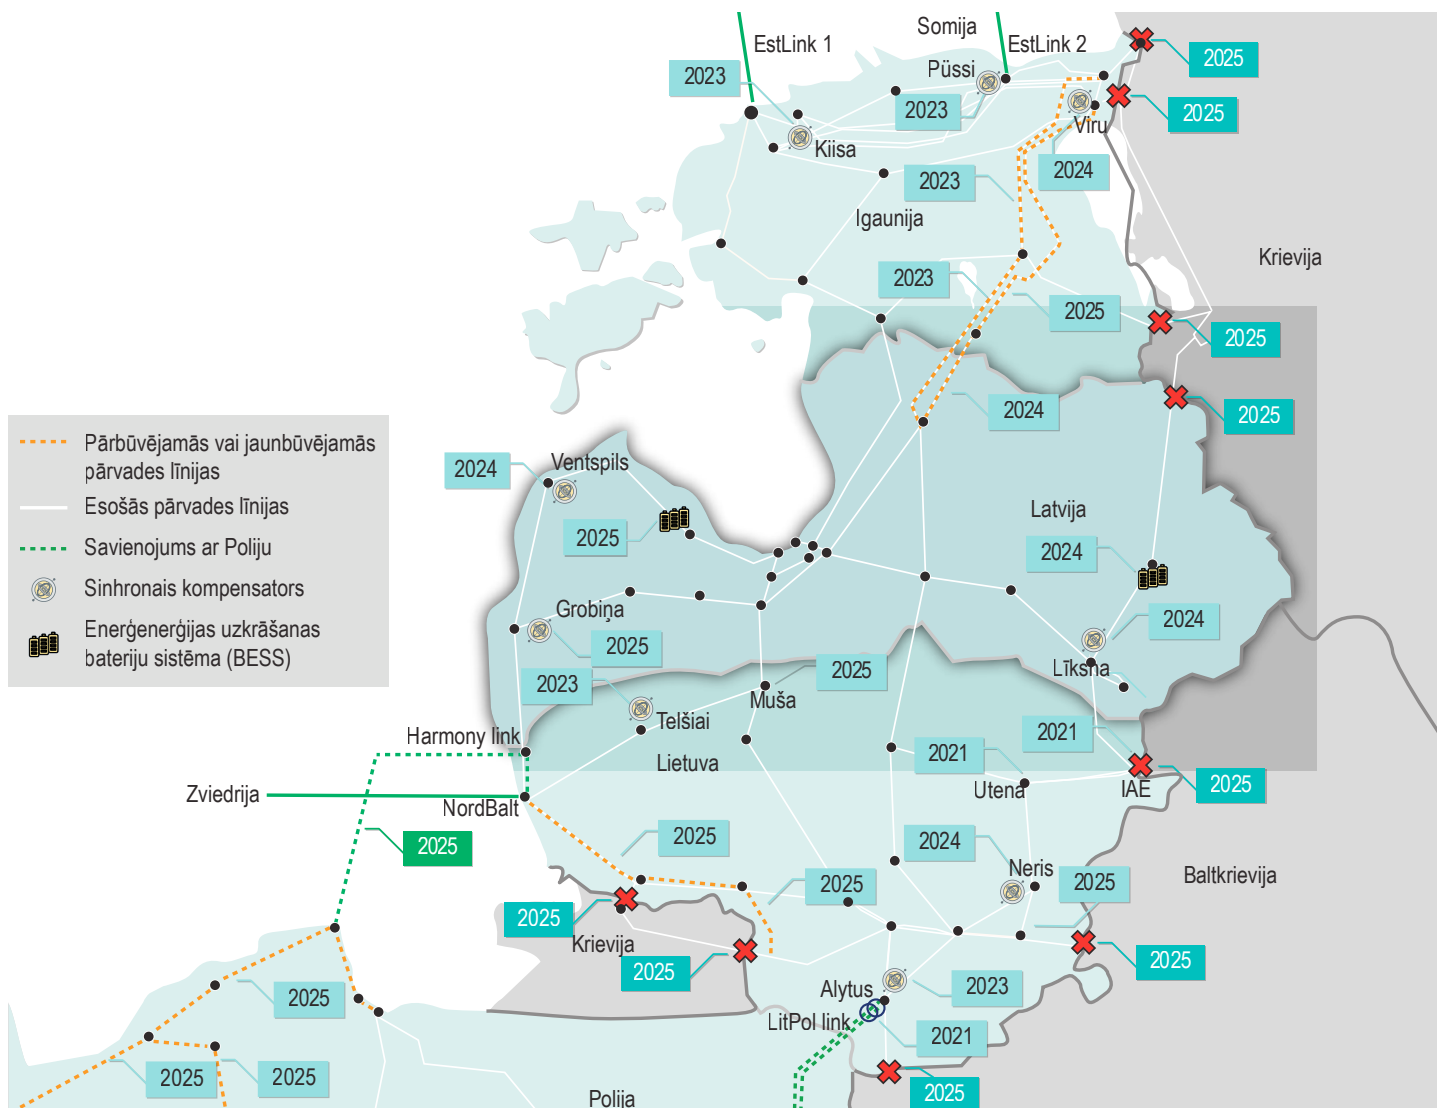 Somija
EstLink 1
EstLink 2
2025
Püssi
2023
2023
2025
Viru
Kiisa
2024
2023
Igaunija
Krievija
2023
2025
2025
2024
2025
Pārbūvējamās vai jaunbūvējamās
pārvades līnijas
Esošās pārvades līnijas
Savienojums ar Poliju
Sinhronais kompensators
Enerģenerģijas uzkrāšanas
bateriju sistēma (BESS)
2024
Ventspils
Latvija
2025
2024
Grobiņa
2024
2025
Līksna
2023
2025
Muša
Telšiai
Harmony link
2021
2021
Lietuva
Utena
IAE
2025
Zviedrija
NordBalt
2025
2025
2024
Neris
2025
2025
Baltkrievija
2025
Krievija
2025
2025
Alytus
2023
2025
LitPol link
2021
2025
2025
2025
Polija